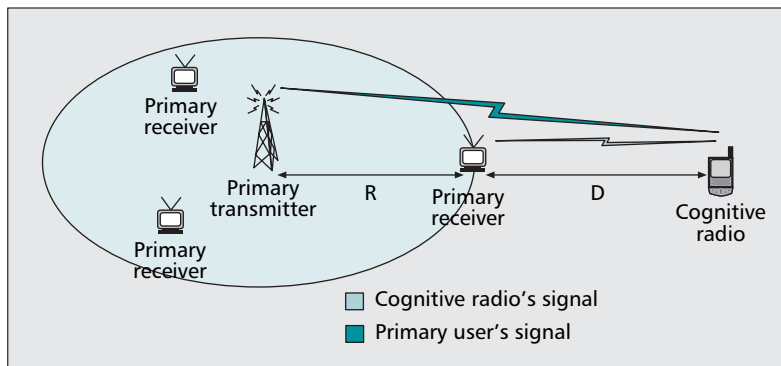 Primary
receiver
Primary
transmitter
R
Primary
receiver
D
Cognitive
radio
Primary
receiver
Cognitive radio's signal
Primary user's signal